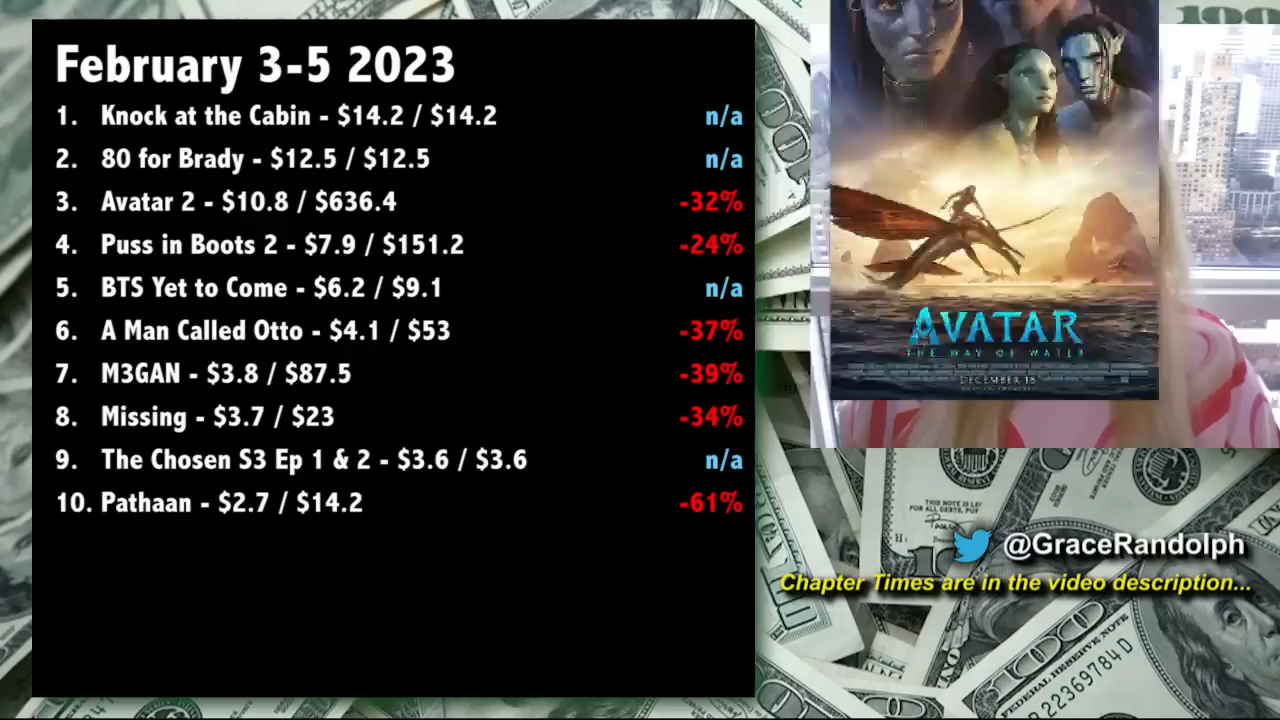 February 3-5 2023
1. Knock at the Cabin - $14.2 / $14.2 n/a
2. 80 for Brady - $12.5 / $12.5 n/a
3. Avatar 2 - $10.8 / $636.4 -32%
4. Puss in Boots 2 - $7.9 / $151.2 -24%
5. BTS Yet to Come - $6.2 / $9.1 n/a
6. A Man Called Otto - $4.1 / $53 -37%
7. M3GAN - $3.8 / $87.5 -39%
8. Missing - $3.7 / $23 -34%
9. The Chosen S3 Ep 1 & 2 - $3.6 / $3.6 n/a
10. Pathaan - $2.7 / $14.2 -61%
AVATAR
THE WAY OF WATER
DECEMBER 16
@GraceRandolph
Chapter Times are in the video description...
100
FEDERAL RESERVE NOTE